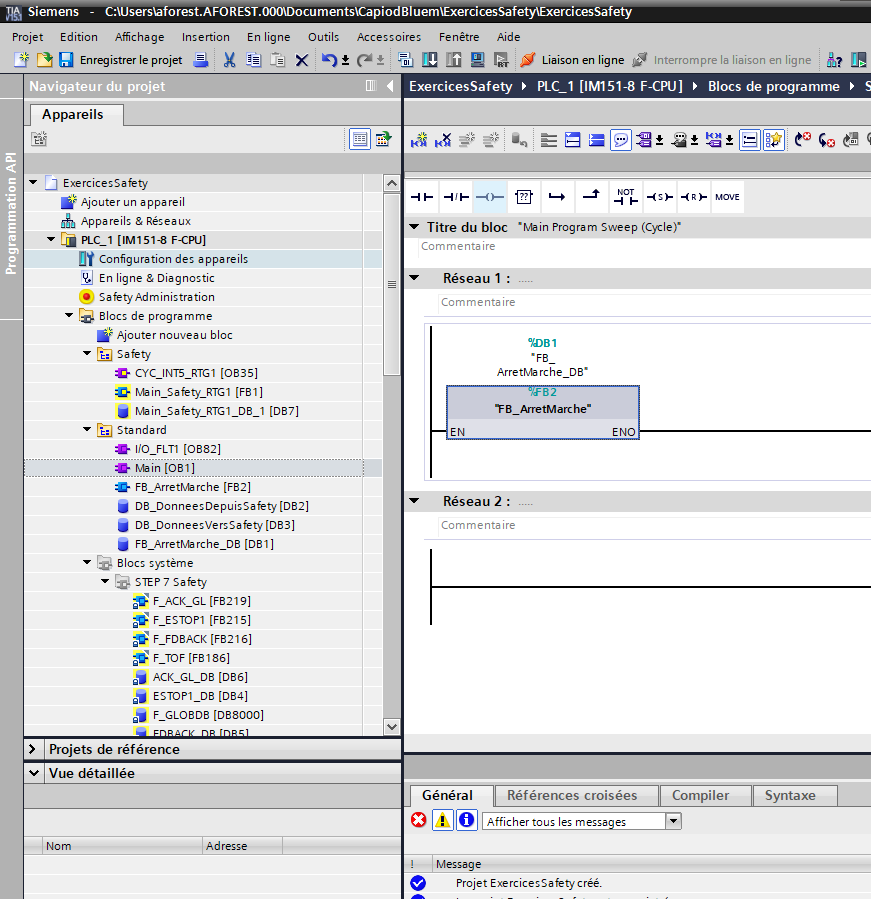 Siemens - C:\Users\aforest.AFOREST.000\Documents\CapiodBluem\ExercicesSafety\ExercicesSafety
Projet Edition Affichage Insertion En ligne Outils Accessoires Fenêtre Aide
Enregistrer le projet Liaison en ligne Interrompre la liaison en ligne
Navigateur du projet
ExercicesSafety PLC_1 [IM151-8 F-CPU] Blocs de programme
Appareils
Programmation API
ExercicesSafety
Ajouter un appareil
Appareils & Réseaux
PLC_1 [IM151-8 F-CPU]
Configuration des appareils
En ligne & Diagnostic
Safety Administration
Blocs de programme
Ajouter nouveau bloc
Safety
CYC_INT5_RTG1 [OB35]
Main_Safety_RTG1 [FB1]
Main_Safety_RTG1_DB_1 [DB7]
Standard
I/O_FLT1 [OB82]
Main [OB1]
FB_ArretMarche [FB2]
DB_DonneesDepuisSafety [DB2]
DB_DonneesVersSafety [DB3]
FB_ArretMarche_DB [DB1]
Blocs système
STEP 7 Safety
F_ACK_GL [FB219]
F_ESTOP1 [FB215]
F_FDBACK [FB216]
F_TOF [FB186]
ACK_GL_DB [DB6]
ESTOP1_DB [DB4]
F_GLOBDB [DB8000]
FDBACK_DB [DB5]
Projets de référence
Vue détaillée
Nom Adresse
?? NOT S R MOVE
Titre du bloc "Main Program Sweep (Cycle)"
Commentaire
Réseau 1 : .....
Commentaire
%DB1
"FB_
ArretMarche_DB"
%FB2
"FB_ArretMarche"
EN ENO
Réseau 2 : .....
Commentaire
Général Références croisées Compiler Syntaxe
Afficher tous les messages
! Message
Projet ExercicesSafety créé.